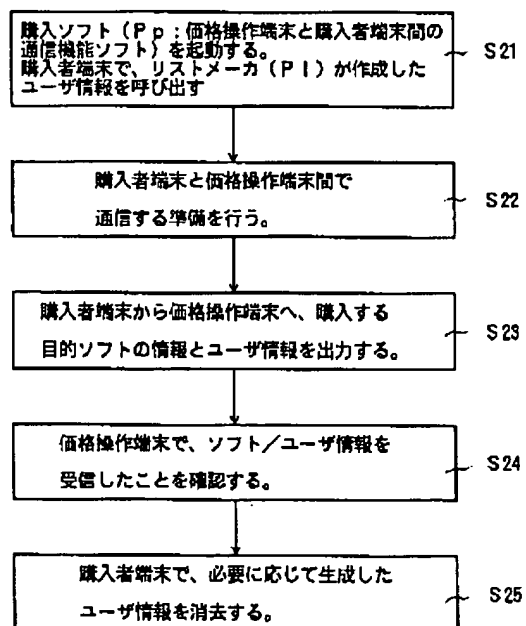 購入ソフト（Ｐｐ：価格操作端末と購入者端末間の
通信機能ソフト）を起動する。
購入者端末で、リストメーカ（Ｐｌ）が作成した
ユーザ情報を呼び出す
S21
購入者端末と価格操作端末間で
通信する準備を行う。
S22
購入者端末から価格操作端末へ、購入する
目的ソフトの情報とユーザ情報を出力する。
S23
価格操作端末で、ソフト／ユーザ情報を
受信したことを確認する。
S24
購入者端末で、必要に応じて生成した
ユーザ情報を消去する。
S25